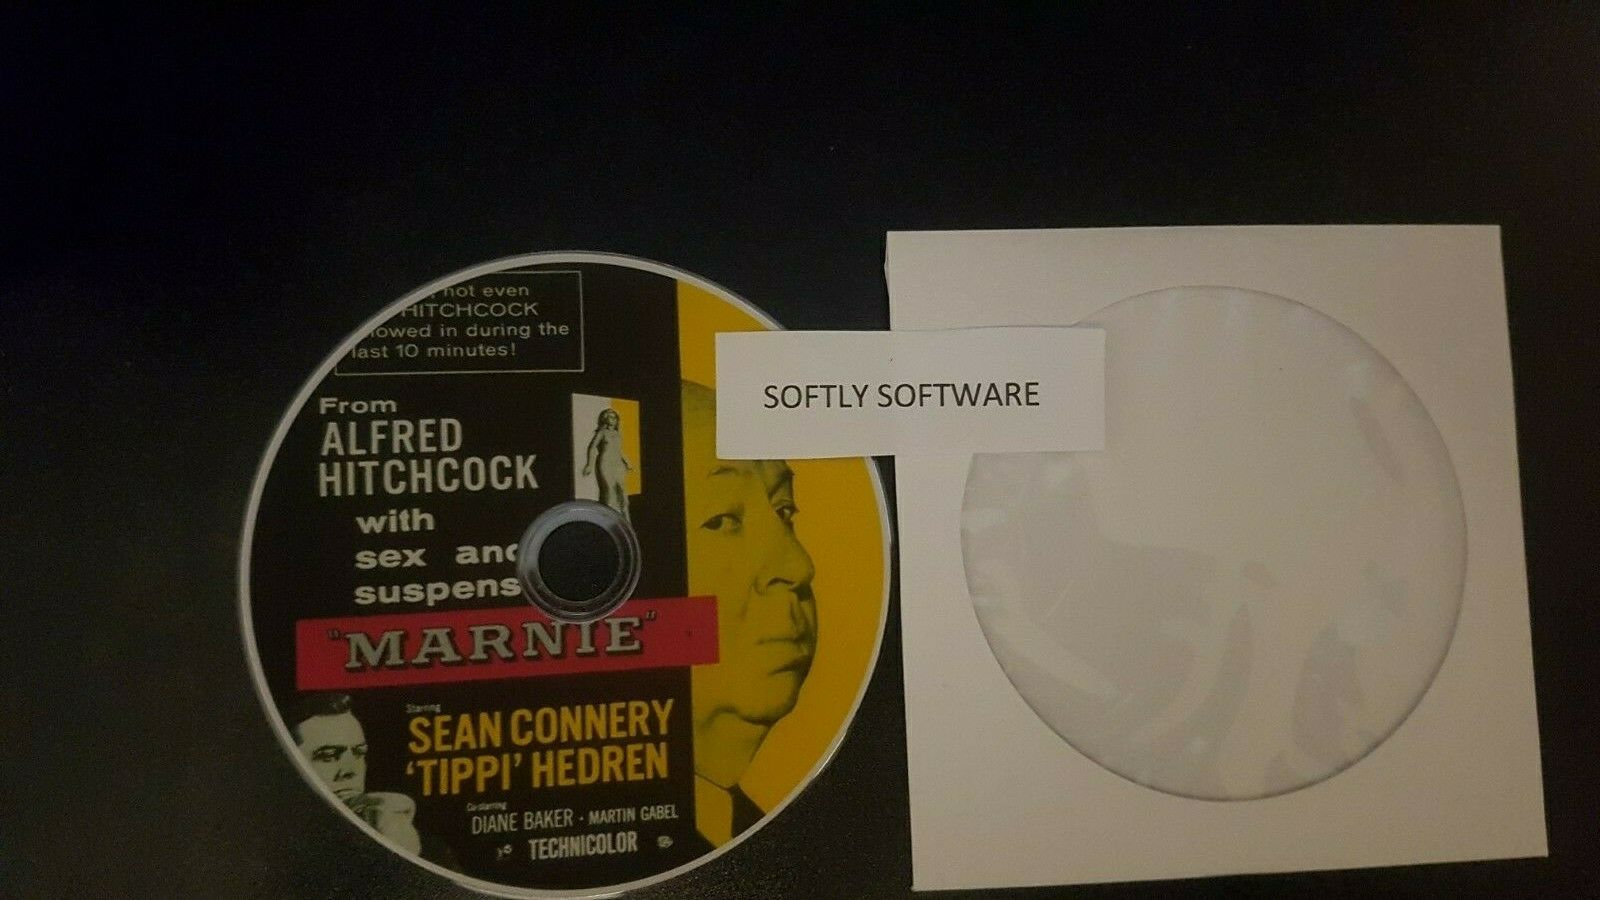 not even
HITCHCOCK
in during the
last 10 minutes!
From
ALFRED
HITCHCOCK
with
sex and
suspens
"MARNIE"
Starring
SEAN CONNERY
'TIPPI' HEDREN
Co-starring
DIANE BAKER · MARTIN GABEL
TECHNICOLOR
SOFTLY SOFTWARE